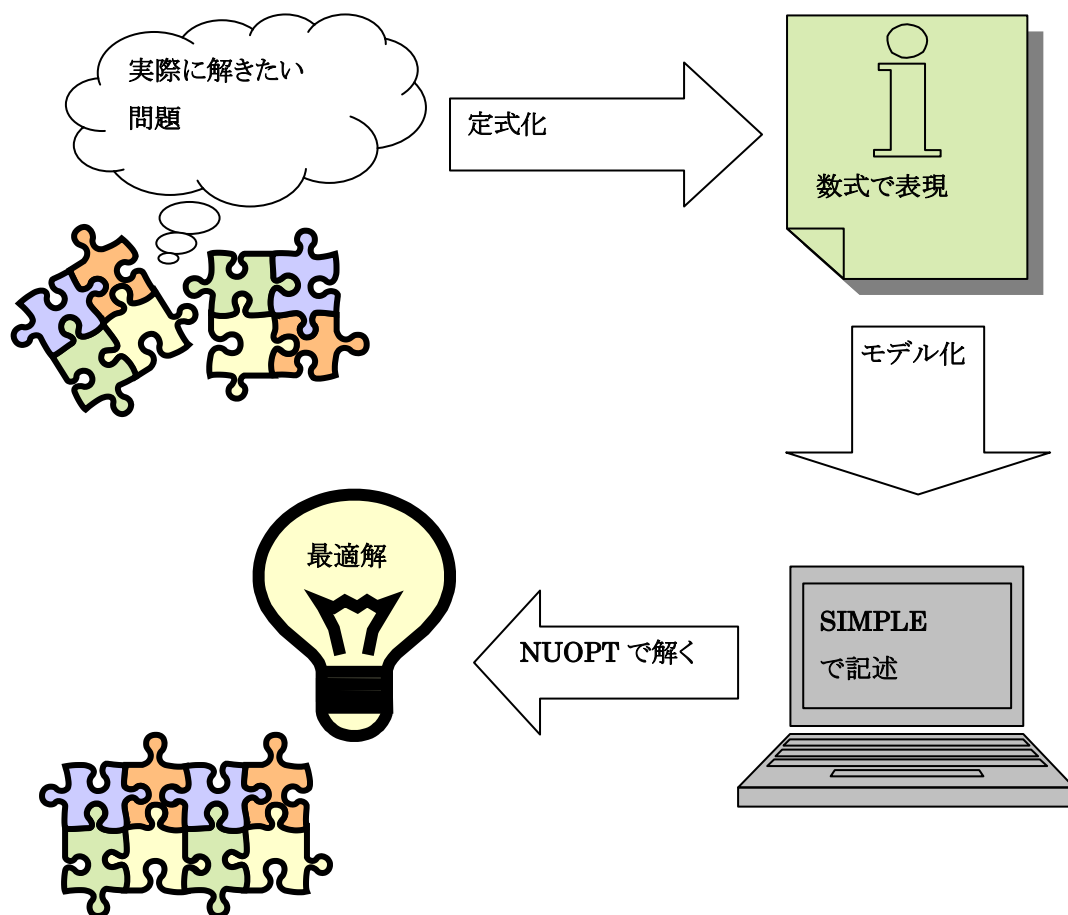 実際に解きたい
問題
定式化
数式で表現
モデル化
SIMPLE
で記述
NUOPT で解く
最適解